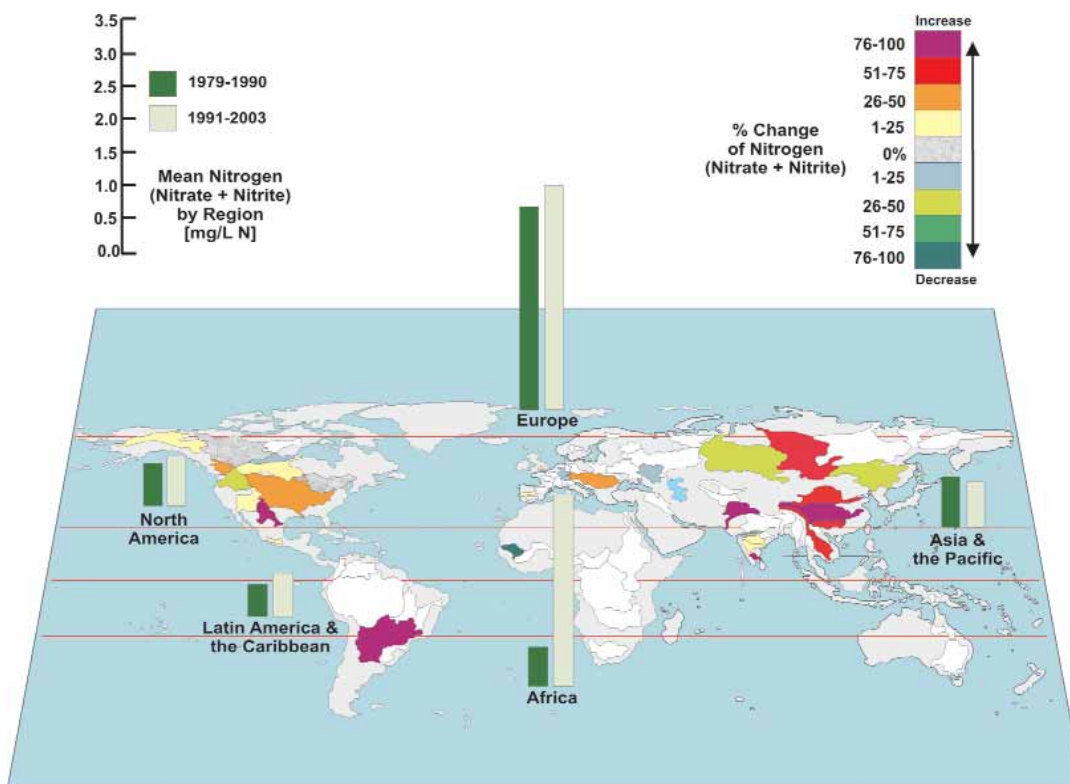 3.5
3.0
2.5
2.0
1.5
1.0
0.5
0.0
1979-1990
1991-2003
Mean Nitrogen
(Nitrate + Nitrite)
by Region
[mg/L N]
% Change
of Nitrogen
(Nitrate + Nitrite)
Increase
76-100
51-75
26-50
1-25
0%
1-25
26-50
51-75
76-100
Decrease
Europe
North
America
Asia &
the Pacific
Latin America &
the Caribbean
Africa